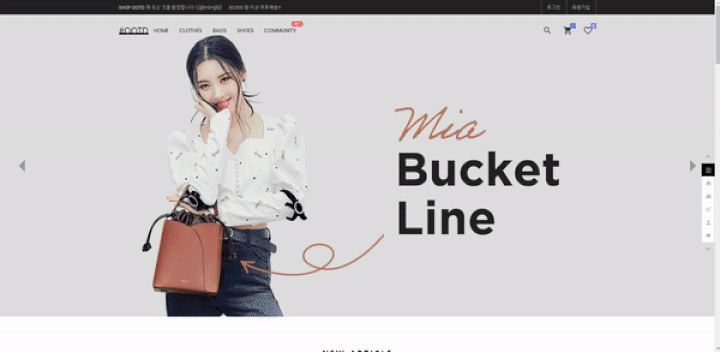 SHOP OOTD 에 오신 것을 환영합니다
30,000 원 이상 무료배송!!
로그인
회원가입
#OOTD
HOME
CLOTHES
BAGS
SHOES
COMMUNITY
Mia
Bucket
Line
NEW ARTICLE